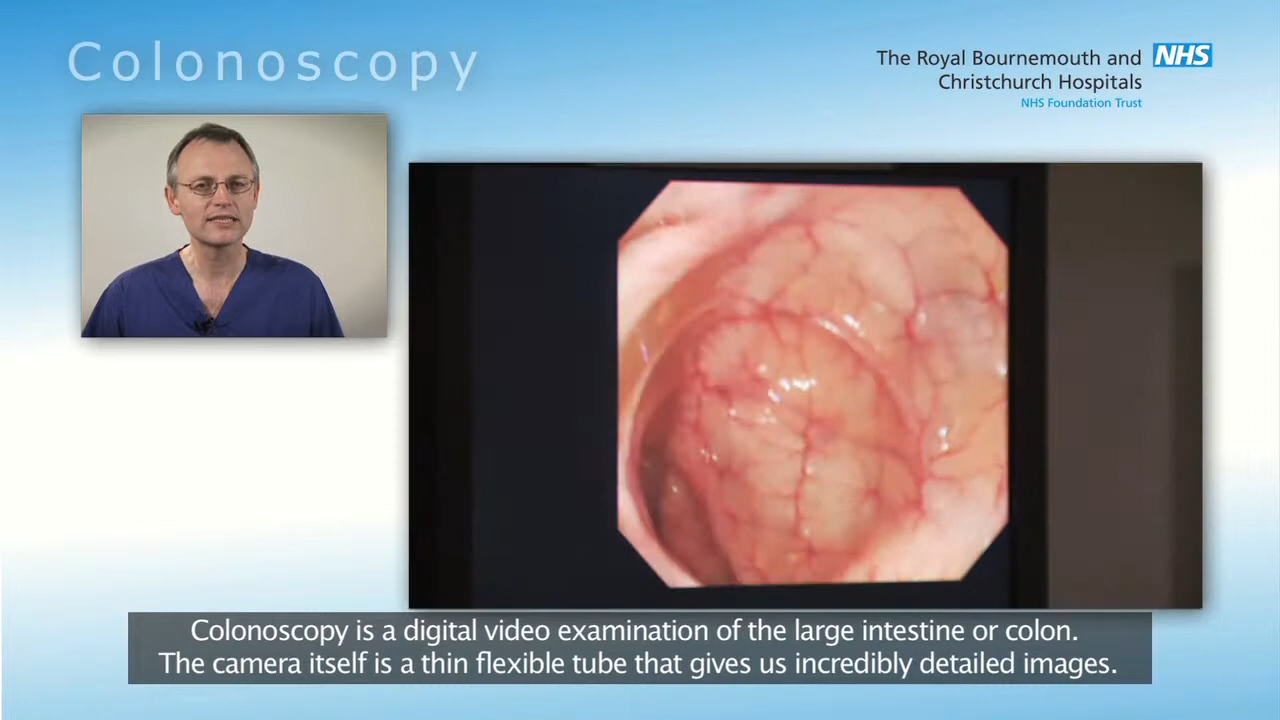 Colonoscopy
The Royal Bournemouth and NHS
Christchurch Hospitals
NHS Foundation Trust
Colonoscopy is a digital video examination of the large intestine or colon.
The camera itself is a thin flexible tube that gives us incredibly detailed images.